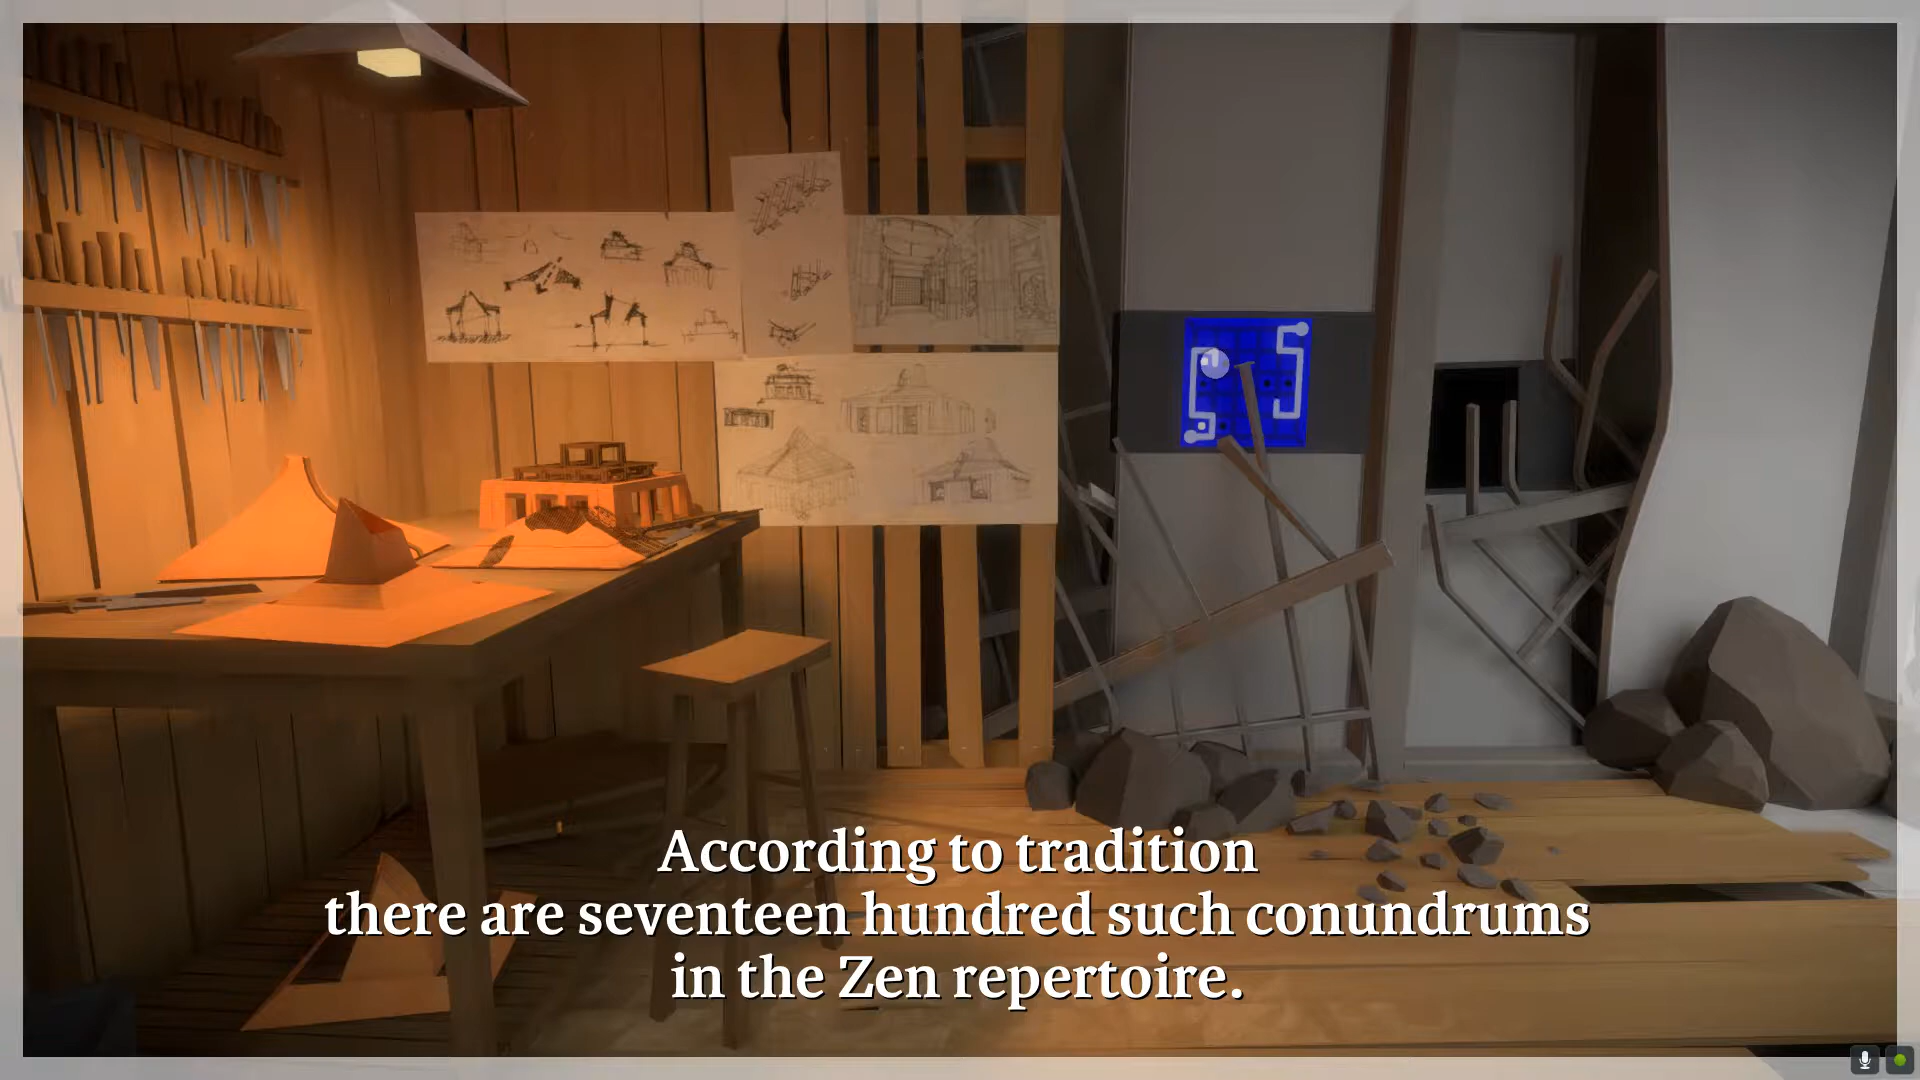 According to tradition
there are seventeen hundred such conundrums
in the Zen repertoire.